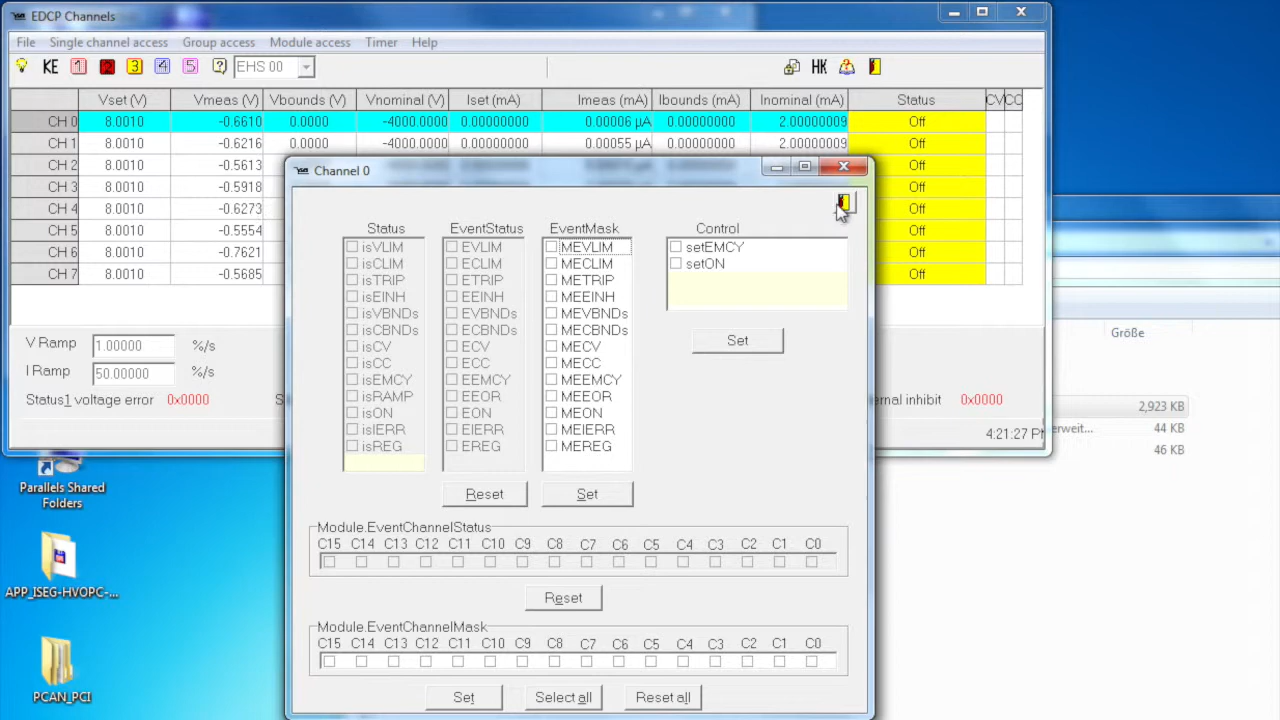 EDCP Channels
File Single channel access Group access Module access Timer Help
KE 1 2 3 4 5 EHS 00 HK
Vset (V) Vmeas (V) Vbounds (V) Vnominal (V) Iset (mA) Imeas (mA) Ibounds (mA) Inominal (mA) Status CV CC
CH 0 8.0010 -0.6610 0.0000 -4000.0000 0.00000000 0.00006 µA 0.00000000 2.00000009 Off
CH 1 8.0010 -0.6216 0.0000 -4000.0000 0.00000000 0.00055 µA 0.00000000 2.00000009 Off
CH 2 8.0010 -0.5613 Off
CH 3 8.0010 -0.5918 Off
CH 4 8.0010 -0.6273 Off
CH 5 8.0010 -0.5554 Off
CH 6 8.0010 -0.7621 Off
CH 7 8.0010 -0.5685 Off
V Ramp 1.00000 %/s
I Ramp 50.00000 %/s
Status1 voltage error 0x0000
ernal inhibit 0x0000
4:21:27 PM
Channel 0
Status EventStatus EventMask Control
isVLIM EVLIM MEVLIM setEMCY
isCLIM ECLIM MECLIM setON
isTRIP ETRIP METRIP
isEINH EEINH MEEINH
isVBNDs EVBNDs MEVBNDs
isCBNDs ECBNDs MECBNDs
isCV ECV MECV
isCC ECC MECC
isEMCY EEMCY MEEMCY
isRAMP EEOR MEEOR
isON EON MEON
isIERR EIERR MEIERR
isREG EREG MEREG
Set
Reset Set
Module.EventChannelStatus
C15 C14 C13 C12 C11 C10 C9 C8 C7 C6 C5 C4 C3 C2 C1 C0
Reset
Module.EventChannelMask
C15 C14 C13 C12 C11 C10 C9 C8 C7 C6 C5 C4 C3 C2 C1 C0
Set Select all Reset all
Größe
2,923 KB
erweit... 44 KB
46 KB
Parallels Shared
Folders
APP_ISEG-HVOPC-...
PCAN_PCI